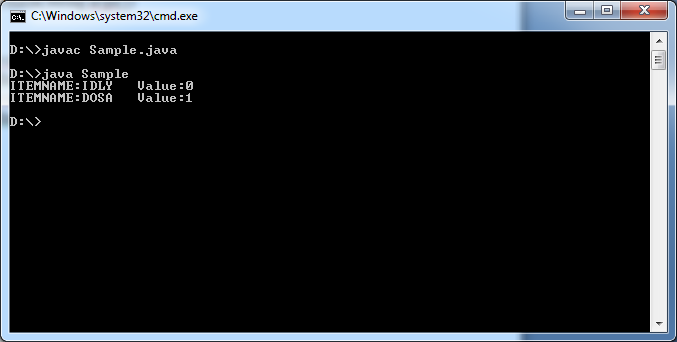 C:\Windows\system32\cmd.exe
D:\>javac Sample.java
D:\>java Sample
ITEMNAME:IDLY   Value:0
ITEMNAME:DOSA   Value:1
D:\>